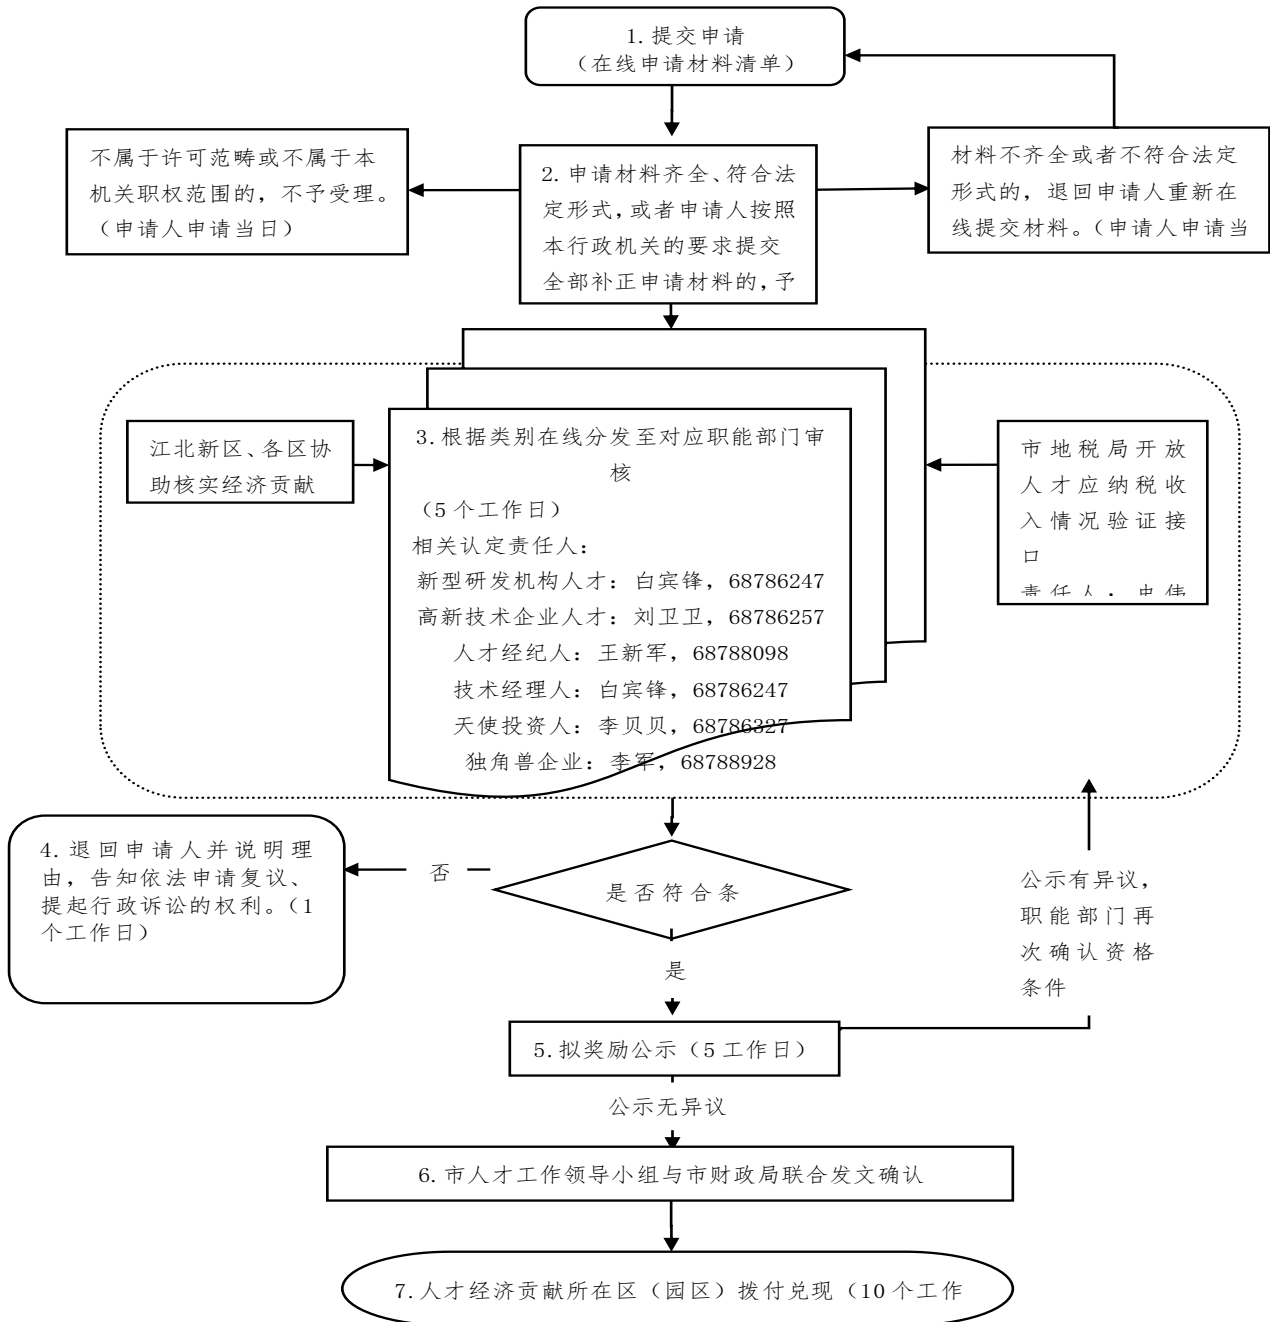 1.提交申请
（在线申请材料清单）
不属于许可范畴或不属于本
机关职权范围的，不予受理。
（申请人申请当日）
2.申请材料齐全、符合法
定形式，或者申请人按照
本行政机关的要求提交
全部补正申请材料的，予
材料不齐全或者不符合法定
形式的，退回申请人重新在
线提交材料。（申请人申请当
江北新区、各区协
助核实经济贡献
3.根据类别在线分发至对应职能部门审
核
（5个工作日）
相关认定责任人：
新型研发机构人才：白宾锋，68786247
高新技术企业人才：刘卫卫，68786257
人才经纪人：王新军，68788098
技术经理人：白宾锋，68786247
天使投资人：李贝贝，68786327
独角兽企业：李军，68788928
市地税局开放
人才应纳税收
入情况验证接
口
责任人：
4.退回申请人并说明理
由，告知依法申请复议、
提起行政诉讼的权利。（1
个工作日）
否
是否符合条
是
公示有异议，
职能部门再
次确认资格
条件
5.拟奖励公示（5工作日）
公示无异议
6.市人才工作领导小组与市财政局联合发文确认
7.人才经济贡献所在区（园区）拨付兑现（10个工作